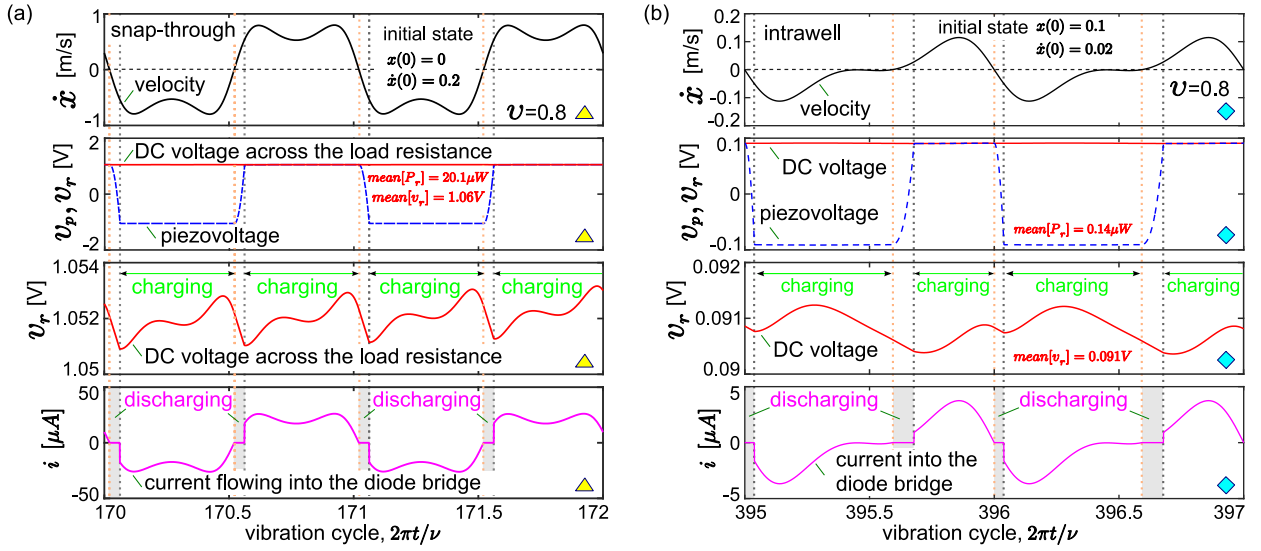 (a)
ẋ [m/s]
1
0
-1
snap-through
initial state
x(0) = 0
ẋ(0) = 0.2
velocity
υ=0.8
v_p, v_r [V]
2
0
-2
DC voltage across the load resistance
mean[P_r] = 20.1μW
mean[v_r] = 1.06V
piezovoltage
v_r [V]
1.054
1.052
1.05
charging charging charging charging
DC voltage across the load resistance
i [μA]
50
0
-50
discharging discharging
current flowing into the diode bridge
170 170.5 171 171.5 172
vibration cycle, 2πt/ν
(b)
ẋ [m/s]
0.2
0.1
0
-0.1
-0.2
intrawell
initial state
x(0) = 0.1
ẋ(0) = 0.02
velocity
υ=0.8
v_p, v_r [V]
0.1
0
-0.1
DC voltage
piezovoltage
mean[P_r] = 0.14μW
v_r [V]
0.092
0.091
0.09
charging charging charging charging
DC voltage
mean[v_r] = 0.091V
i [μA]
5
0
-5
discharging discharging
current into the
diode bridge
395 395.5 396 396.5 397
vibration cycle, 2πt/ν